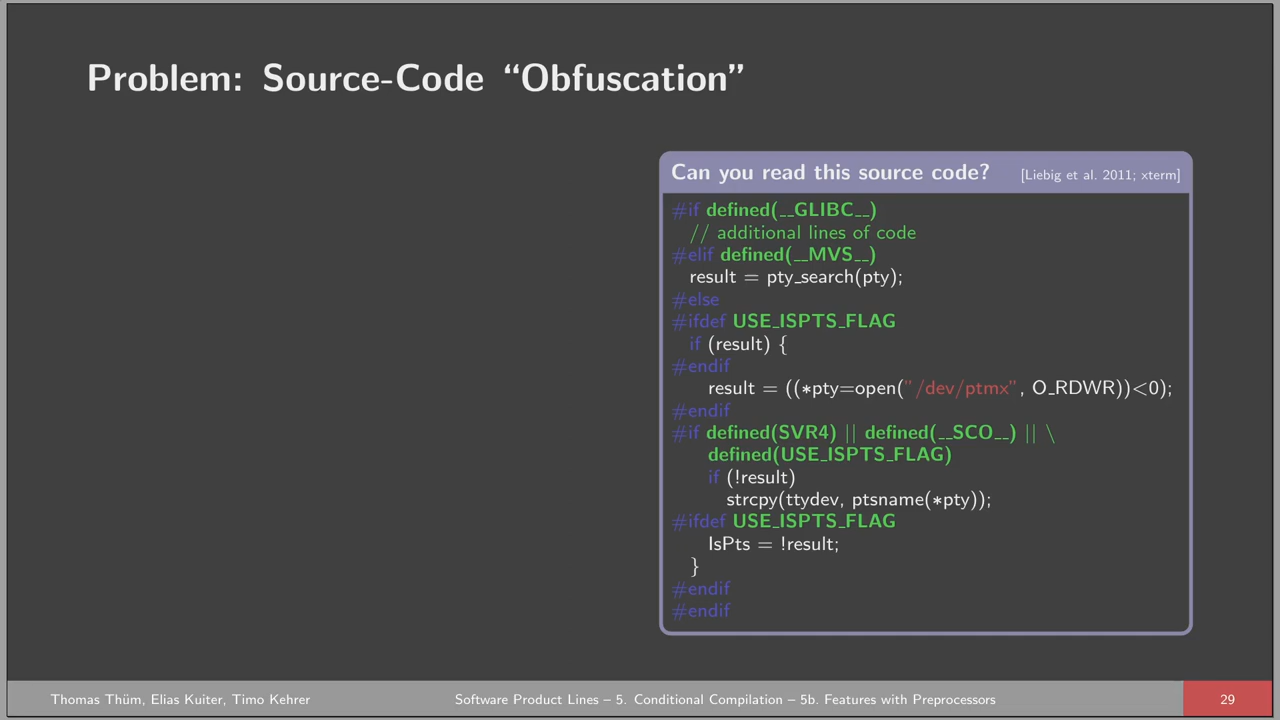 Problem: Source-Code “Obfuscation”
Can you read this source code? [Liebig et al. 2011; xterm]
#if defined(__GLIBC__)
// additional lines of code
#elif defined(__MVS__)
result = pty_search(pty);
#else
#ifdef USE_ISPTS_FLAG
if (result) {
#endif
result = ((*pty=open("/dev/ptmx", O_RDWR))<0);
#endif
#if defined(SVR4) || defined(__SCO__) || \
defined(USE_ISPTS_FLAG)
if (!result)
strcpy(ttydev, ptsname(*pty));
#ifdef USE_ISPTS_FLAG
IsPts = !result;
}
#endif
#endif
Thomas Thüm, Elias Kuiter, Timo Kehrer Software Product Lines – 5. Conditional Compilation – 5b. Features with Preprocessors 29